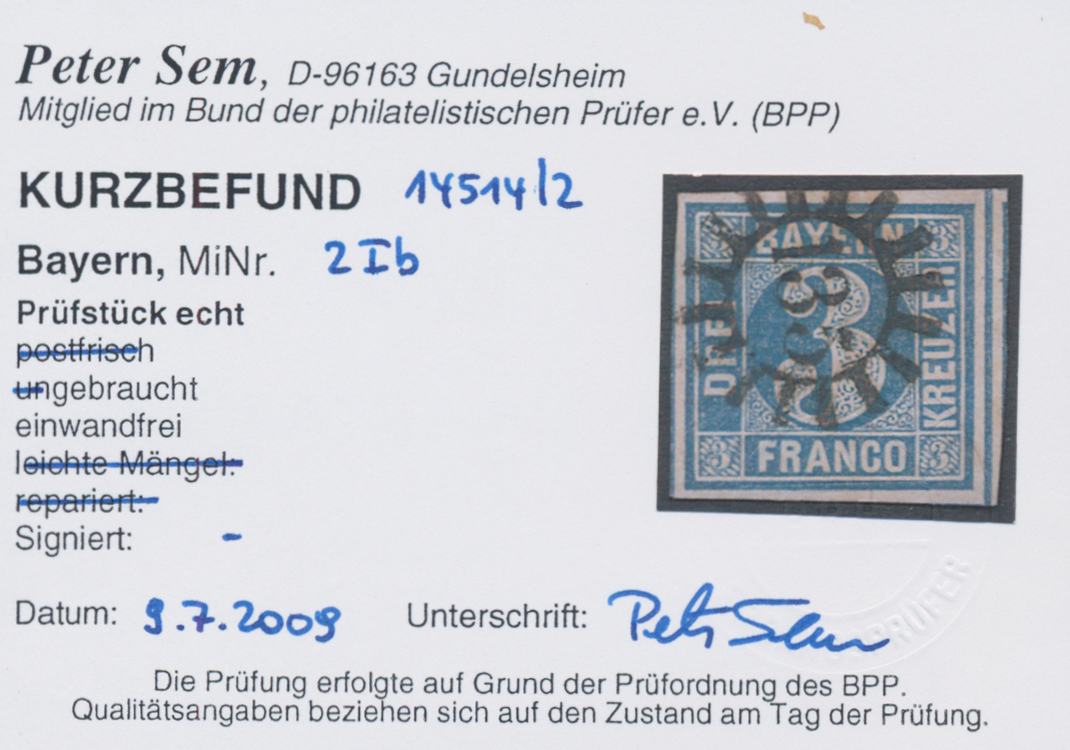 Peter Sem, D-96163 Gundelsheim
Mitglied im Bund der philatelistischen Prüfer e.V. (BPP)
KURZBEFUND 14514/2
Bayern, MiNr. 2Ib
Prüfstück echt
postfrisch
ungebraucht
einwandfrei
leichte Mängel:
repariert:
Signiert: -
BAYERN
DREI
KREUZER
FRANCO
3
3
3
3
3
Datum: 9.7.2009 Unterschrift: Peter Sem
PRÜFER
Die Prüfung erfolgte auf Grund der Prüfordnung des BPP.
Qualitätsangaben beziehen sich auf den Zustand am Tag der Prüfung.